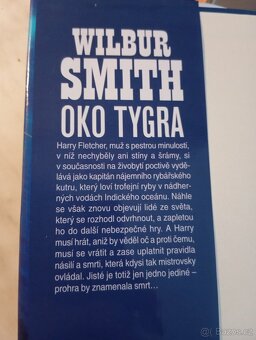 WILBUR
SMITH
OKO TYGRA
Harry Fletcher, muž s pestrou minulostí,
v níž nechyběly ani stíny a šrámy, si
v současnosti na živobytí poctivě vydě-
lává jako kapitán nájemního rybářského
kutru, který loví trofejní ryby v nádher-
ných vodách Indického oceánu. Náhle
se však znovu objevují lidé ze světa,
který se rozhodl odvrhnout, a zapletou
ho do další nebezpečné hry. A Harry
musí hrát, aniž by věděl oč a proti čemu,
musí se vrátit a zase uplatnit pravidla
násilí a smrti, která kdysi tak mistrovsky
ovládal. Jisté je totiž jen jedno jediné –
prohra by znamenala smrt...